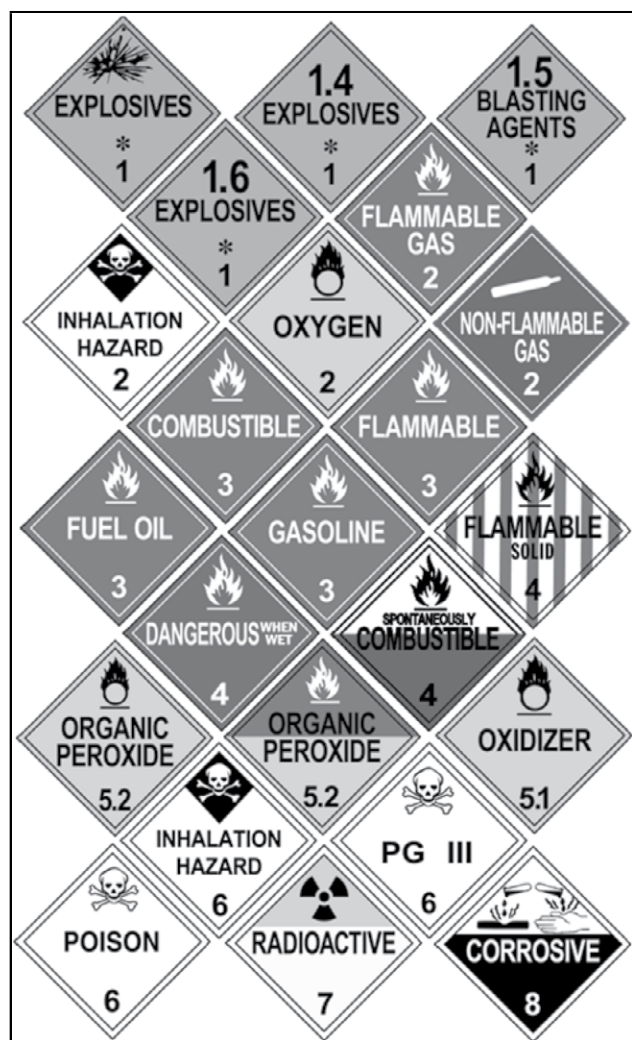 EXPLOSIVES
*
1
1.4
EXPLOSIVES
*
1
1.5
BLASTING
AGENTS
*
1
1.6
EXPLOSIVES
*
1
FLAMMABLE
GAS
2
INHALATION
HAZARD
2
OXYGEN
2
NON-FLAMMABLE
GAS
2
COMBUSTIBLE
3
FLAMMABLE
3
FUEL OIL
3
GASOLINE
3
FLAMMABLE
SOLID
4
DANGEROUS WHEN
WET
4
SPONTANEOUSLY
COMBUSTIBLE
4
ORGANIC
PEROXIDE
5.2
ORGANIC
PEROXIDE
5.2
OXIDIZER
5.1
INHALATION
HAZARD
6
PG III
6
POISON
6
RADIOACTIVE
7
CORROSIVE
8